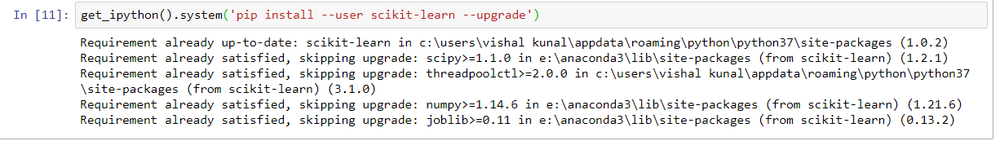 In [11]: get_ipython().system('pip install --user scikit-learn --upgrade')
Requirement already up-to-date: scikit-learn in c:\users\vishal kunal\appdata\roaming\python\python37\site-packages (1.0.2)
Requirement already satisfied, skipping upgrade: scipy>=1.1.0 in e:\anaconda3\lib\site-packages (from scikit-learn) (1.2.1)
Requirement already satisfied, skipping upgrade: threadpoolctl>=2.0.0 in c:\users\vishal kunal\appdata\roaming\python\python37
\site-packages (from scikit-learn) (3.1.0)
Requirement already satisfied, skipping upgrade: numpy>=1.14.6 in e:\anaconda3\lib\site-packages (from scikit-learn) (1.21.6)
Requirement already satisfied, skipping upgrade: joblib>=0.11 in e:\anaconda3\lib\site-packages (from scikit-learn) (0.13.2)